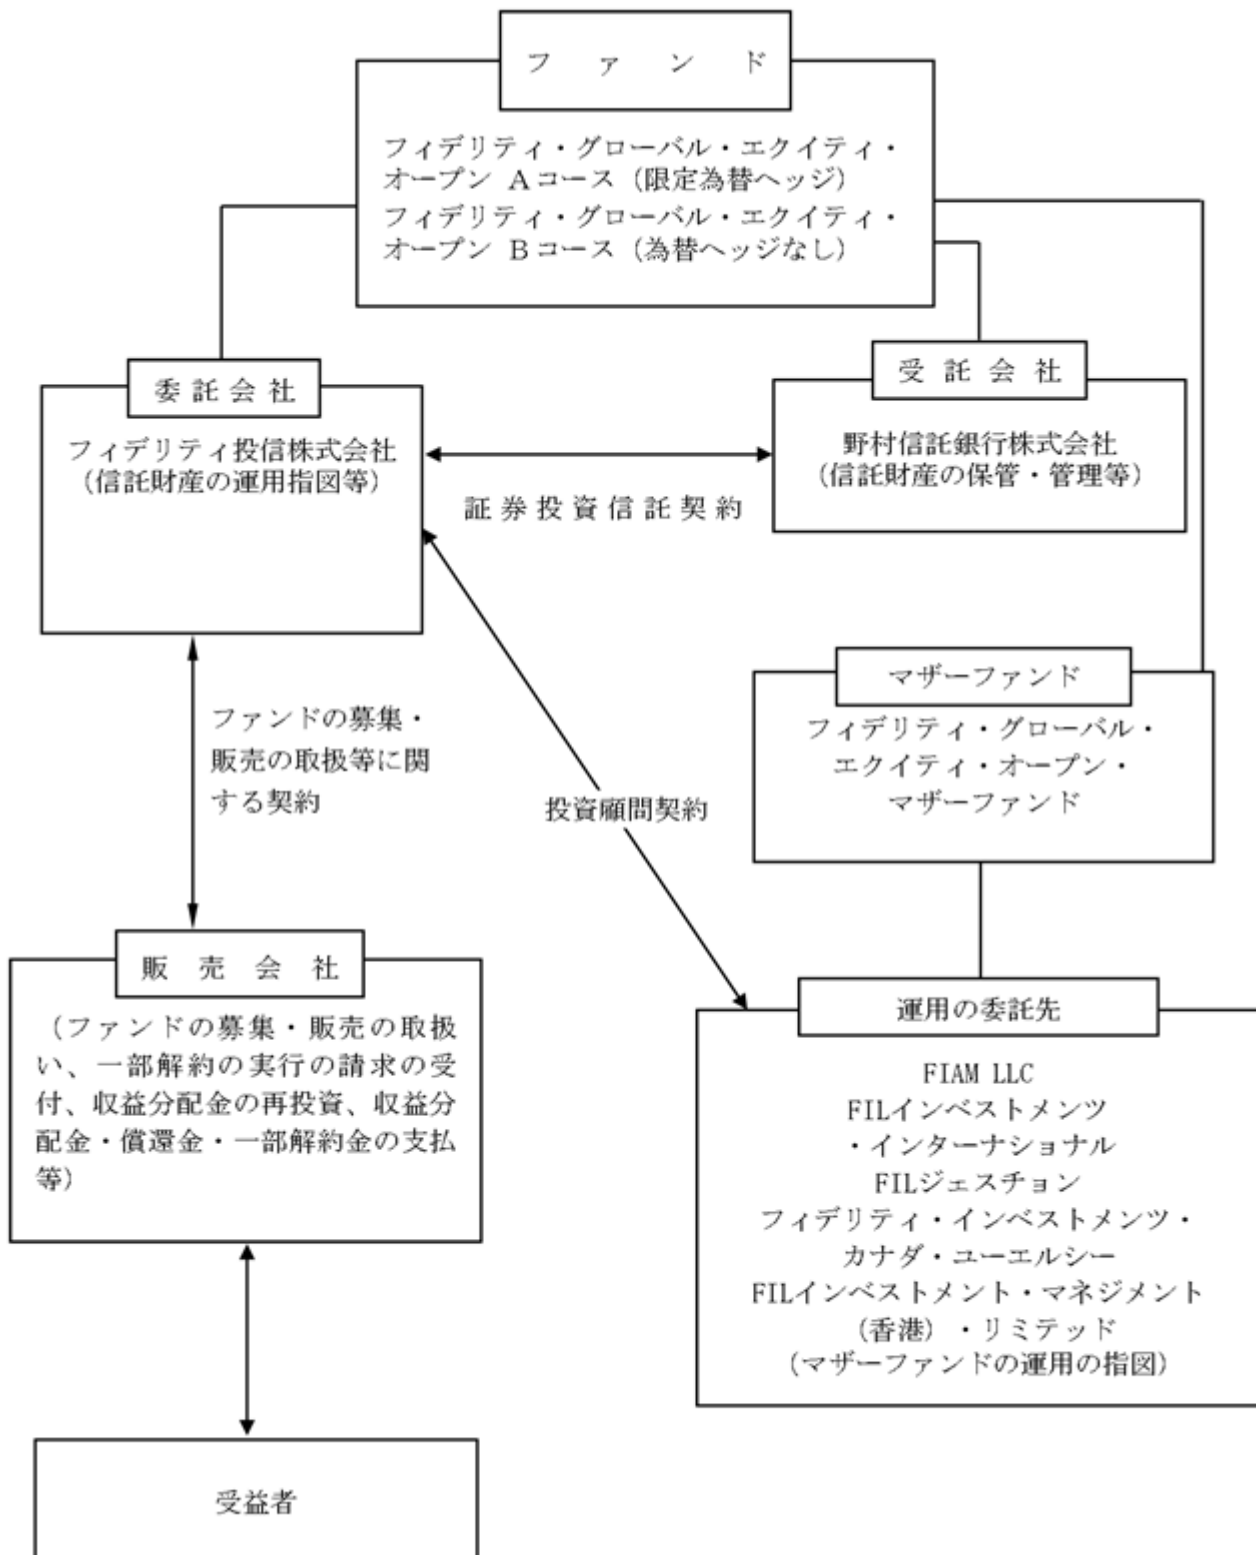 ファンド
フィデリティ・グローバル・エクイティ・
オープン Aコース（限定為替ヘッジ）
フィデリティ・グローバル・エクイティ・
オープン Bコース（為替ヘッジなし）
委託会社
フィデリティ投信株式会社
（信託財産の運用指図等）
受託会社
野村信託銀行株式会社
（信託財産の保管・管理等）
証券投資信託契約
マザーファンド
フィデリティ・グローバル・
エクイティ・オープン・
マザーファンド
ファンドの募集・
販売の取扱等に関
する契約
投資顧問契約
販売会社
（ファンドの募集・販売の取扱
い、一部解約の実行の請求の受
付、収益分配金の再投資、収益分
配金・償還金・一部解約金の支払
等）
運用の委託先
FIAM LLC
FILインベストメンツ
・インターナショナル
FILジェスチョン
フィデリティ・インベストメンツ・
カナダ・ユーエルシー
FILインベストメント・マネジメント
（香港）・リミテッド
（マザーファンドの運用の指図）
受益者